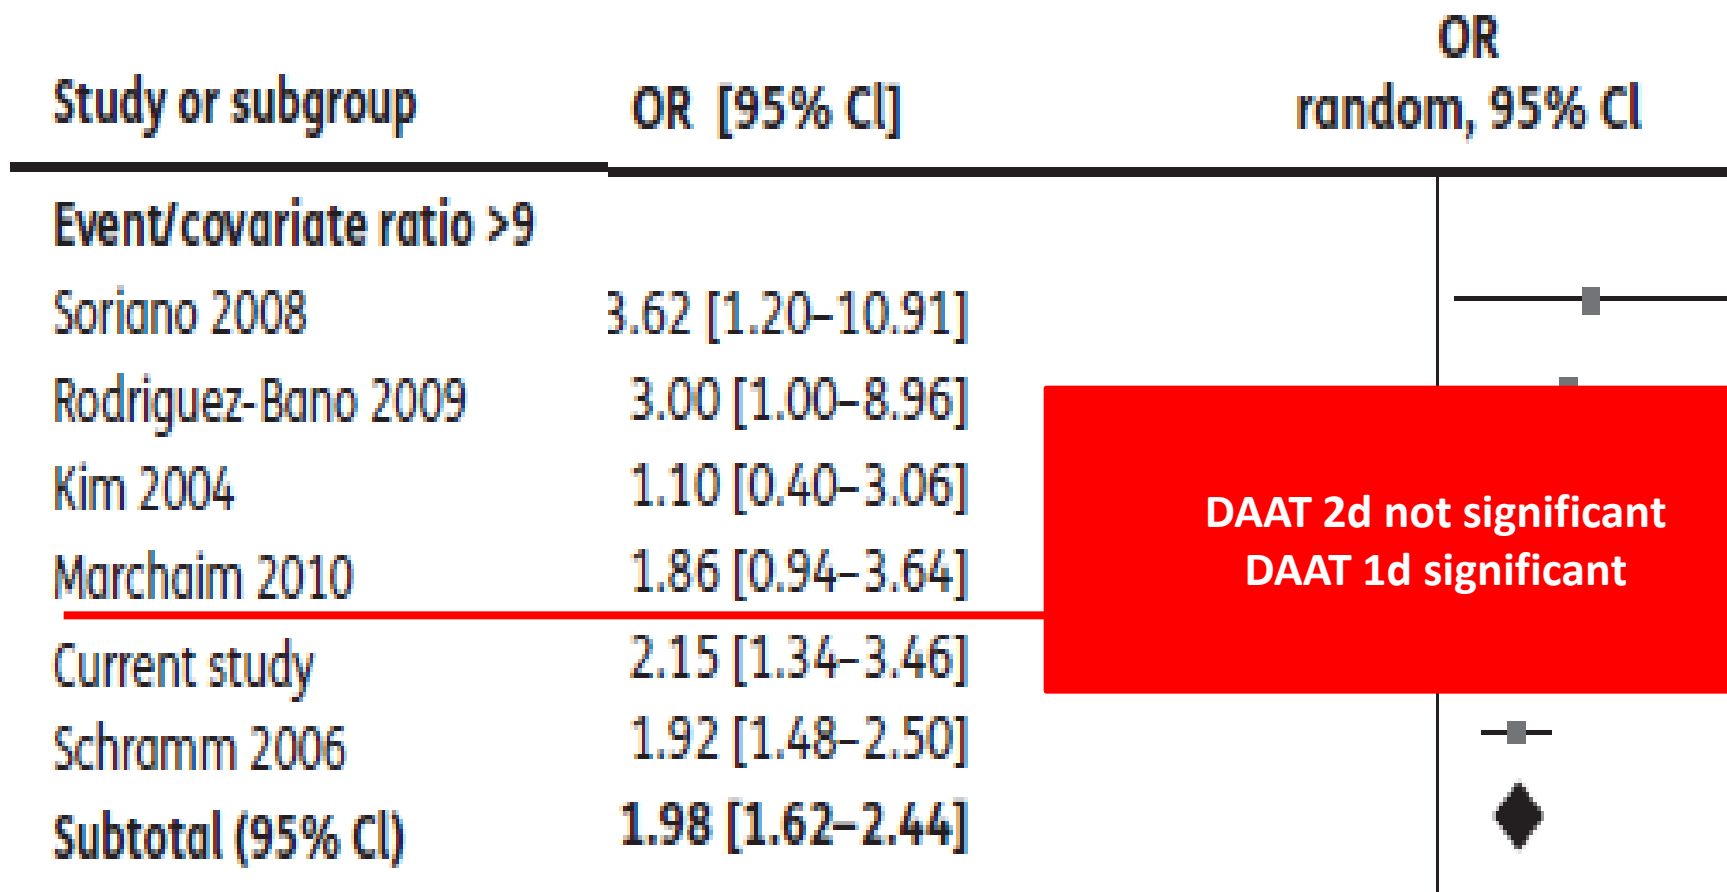 OR
Study or subgroup OR [95% CI] random, 95% CI
Event/covariate ratio >9
Soriano 2008 3.62 [1.20–10.91]
Rodriguez-Bano 2009 3.00 [1.00–8.96]
Kim 2004 1.10 [0.40–3.06]
Marchaim 2010 1.86 [0.94–3.64]
DAAT 2d not significant
DAAT 1d significant
Current study 2.15 [1.34–3.46]
Schramm 2006 1.92 [1.48–2.50]
Subtotal (95% CI) 1.98 [1.62–2.44]